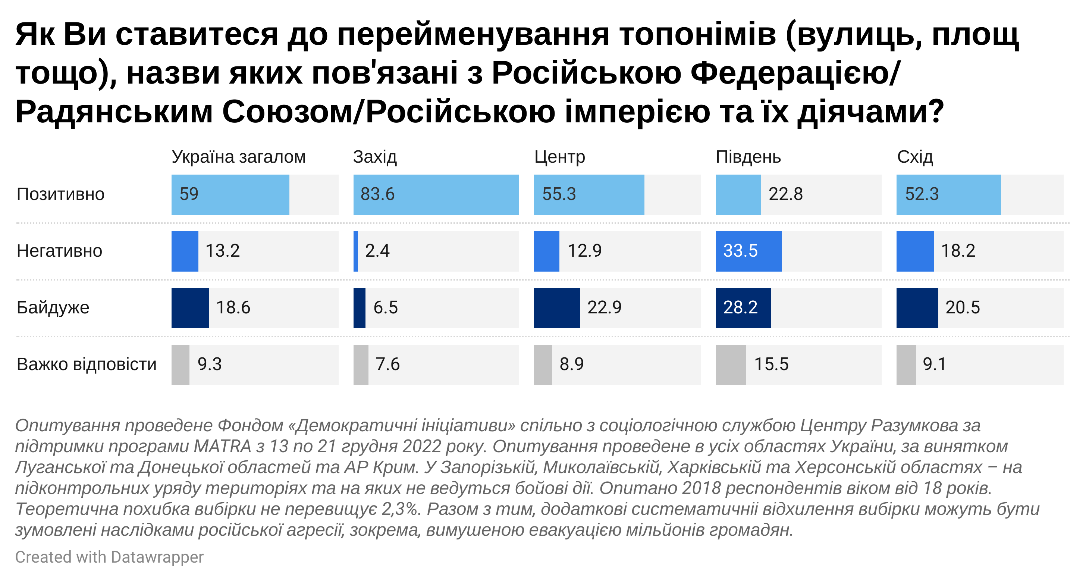 Як Ви ставитеся до перейменування топонімів (вулиць, площ
тощо), назви яких пов'язані з Російською Федерацією/
Радянським Союзом/Російською імперією та їх діячами?
Україна загалом Захід Центр Південь Схід
Позитивно 59 83.6 55.3 22.8 52.3
Негативно 13.2 2.4 12.9 33.5 18.2
Байдуже 18.6 6.5 22.9 28.2 20.5
Важко відповісти 9.3 7.6 8.9 15.5 9.1
Опитування проведене Фондом «Демократичні ініціативи» спільно з соціологічною службою Центру Разумкова за
підтримки програми MATRA з 13 по 21 грудня 2022 року. Опитування проведене в усіх областях України, за винятком
Луганської та Донецької областей та АР Крим. У Запорізькій, Миколаївській, Харківській та Херсонській областях – на
підконтрольних уряду територіях та на яких не ведуться бойові дії. Опитано 2018 респондентів віком від 18 років.
Теоретична похибка вибірки не перевищує 2,3%. Разом з тим, додаткові систематичніі відхилення вибірки можуть бути
зумовлені наслідками російської агресії, зокрема, вимушеною евакуацією мільйонів громадян.
Created with Datawrapper